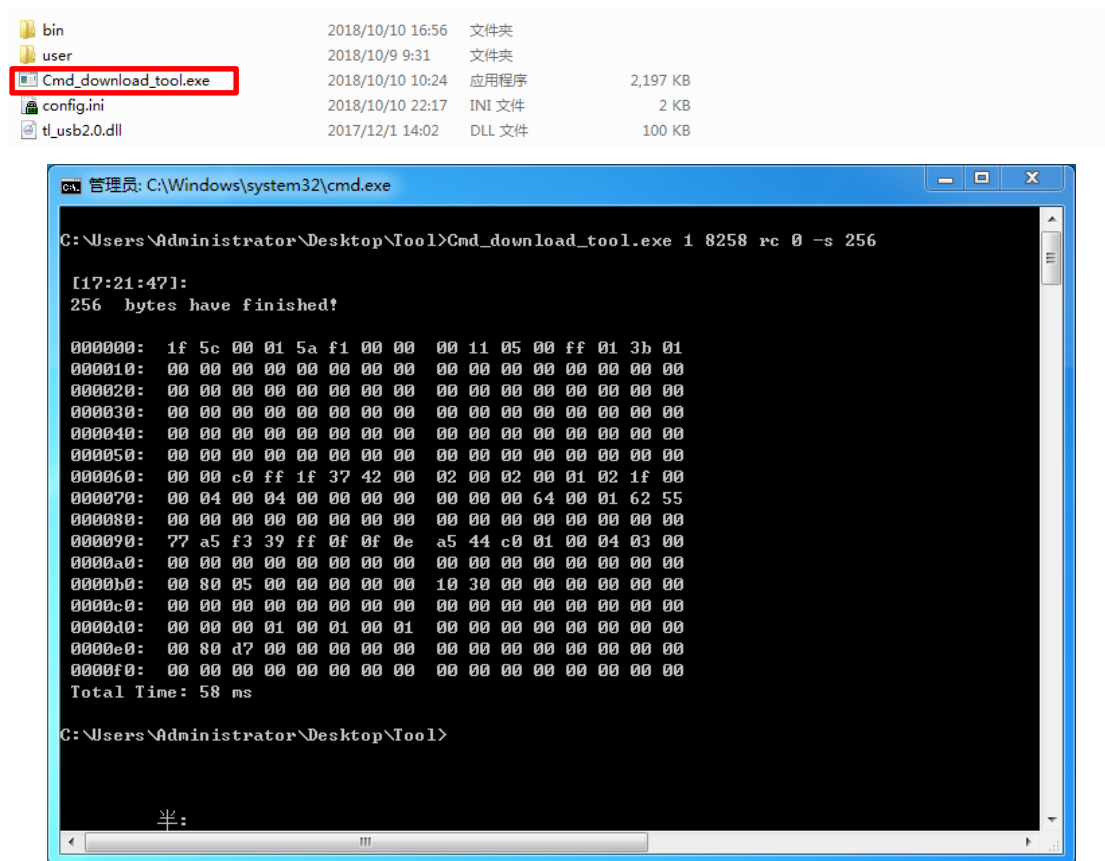 bin 2018/10/10 16:56 文件夹
user 2018/10/9 9:31 文件夹
Cmd_download_tool.exe 2018/10/10 10:24 应用程序 2,197 KB
config.ini 2018/10/10 22:17 INI 文件 2 KB
tl_usb2.0.dll 2017/12/1 14:02 DLL 文件 100 KB
管理员: C:\Windows\system32\cmd.exe
C:\Users\Administrator\Desktop\Tool>Cmd_download_tool.exe 1 8258 rc 0 -s 256
[17:21:47]:
256  bytes have finished!
000000:  1f 5c 00 01 5a f1 00 00  00 11 05 00 ff 01 3b 01
000010:  00 00 00 00 00 00 00 00  00 00 00 00 00 00 00 00
000020:  00 00 00 00 00 00 00 00  00 00 00 00 00 00 00 00
000030:  00 00 00 00 00 00 00 00  00 00 00 00 00 00 00 00
000040:  00 00 00 00 00 00 00 00  00 00 00 00 00 00 00 00
000050:  00 00 00 00 00 00 00 00  00 00 00 00 00 00 00 00
000060:  00 00 c0 ff 1f 37 42 00  02 00 02 00 01 02 1f 00
000070:  00 04 00 04 00 00 00 00  00 00 00 64 00 01 62 55
000080:  00 00 00 00 00 00 00 00  00 00 00 00 00 00 00 00
000090:  77 a5 f3 39 ff 0f 0f 0e  a5 44 c0 01 00 04 03 00
0000a0:  00 00 00 00 00 00 00 00  00 00 00 00 00 00 00 00
0000b0:  00 80 05 00 00 00 00 00  10 30 00 00 00 00 00 00
0000c0:  00 00 00 00 00 00 00 00  00 00 00 00 00 00 00 00
0000d0:  00 00 00 01 00 01 00 01  00 00 00 00 00 00 00 00
0000e0:  00 80 d7 00 00 00 00 00  00 00 00 00 00 00 00 00
0000f0:  00 00 00 00 00 00 00 00  00 00 00 00 00 00 00 00
Total Time: 58 ms
C:\Users\Administrator\Desktop\Tool>
半: